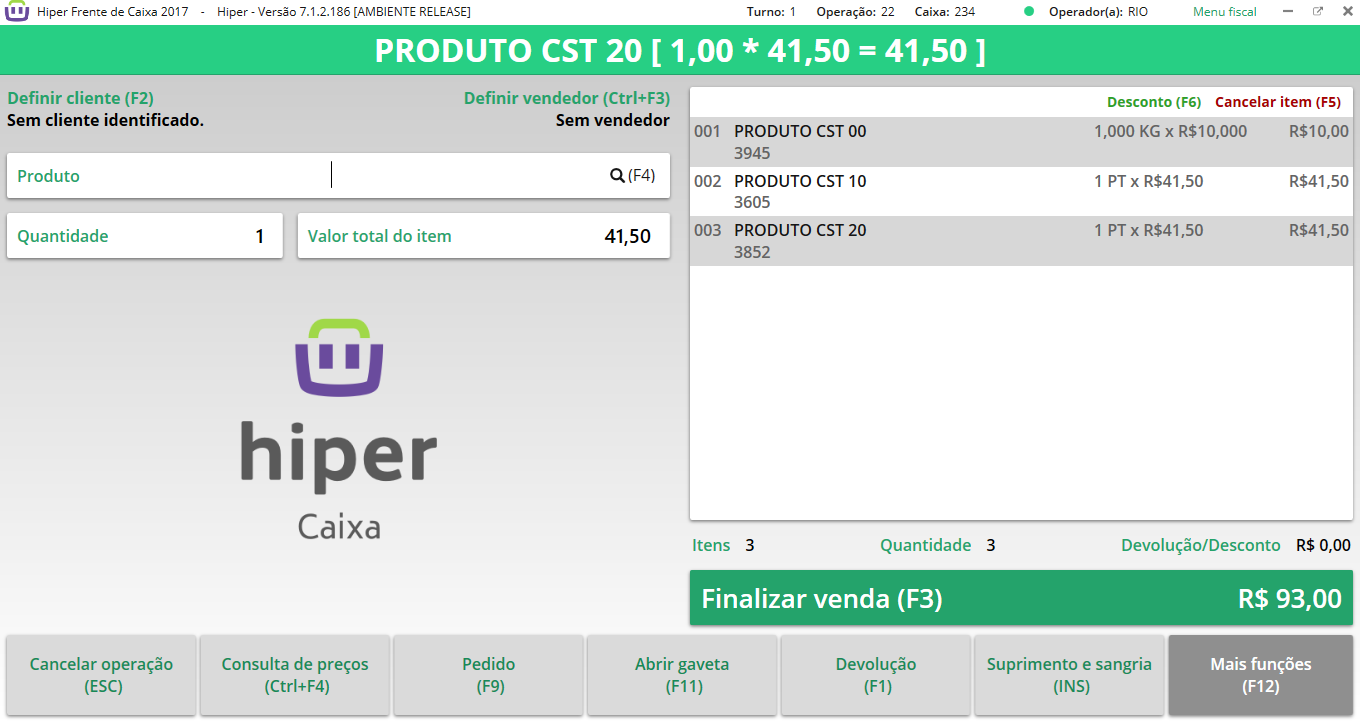 Hiper Frente de Caixa 2017 - Hiper - Versão 7.1.2.186 [AMBIENTE RELEASE] Turno: 1 Operação: 22 Caixa: 234 Operador(a): RIO Menu fiscal
PRODUTO CST 20 [ 1,00 * 41,50 = 41,50 ]
Definir cliente (F2) Definir vendedor (Ctrl+F3)
Sem cliente identificado. Sem vendedor
Produto (F4)
Quantidade 1 Valor total do item 41,50
hiper
Caixa
Desconto (F6) Cancelar item (F5)
001 PRODUTO CST 00 1,000 KG x R$10,000 R$10,00
3945
002 PRODUTO CST 10 1 PT x R$41,50 R$41,50
3605
003 PRODUTO CST 20 1 PT x R$41,50 R$41,50
3852
Itens 3 Quantidade 3 Devolução/Desconto R$ 0,00
Finalizar venda (F3) R$ 93,00
Cancelar operação
(ESC)
Consulta de preços
(Ctrl+F4)
Pedido
(F9)
Abrir gaveta
(F11)
Devolução
(F1)
Suprimento e sangria
(INS)
Mais funções
(F12)